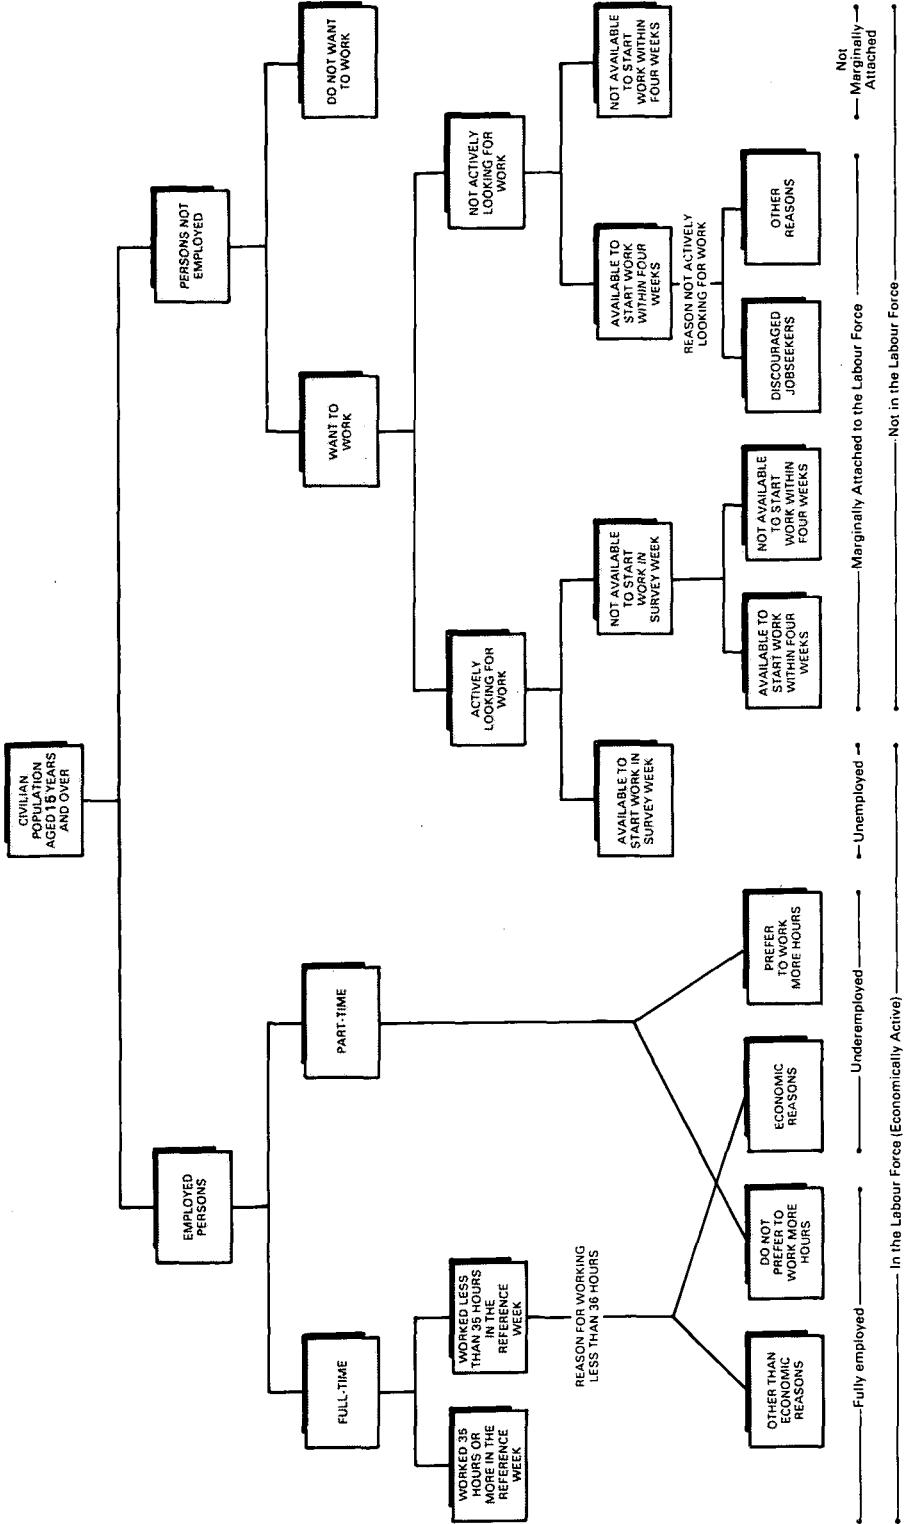 CIVILIAN
POPULATION
AGED 15 YEARS
AND OVER
EMPLOYED
PERSONS
PERSONS NOT
EMPLOYED
FULL-TIME
PART-TIME
WANT TO
WORK
DO NOT WANT
TO WORK
WORKED 35
HOURS OR
MORE IN THE
REFERENCE
WEEK
WORKED LESS
THAN 35 HOURS
IN THE
REFERENCE
WEEK
ACTIVELY
LOOKING FOR
WORK
NOT ACTIVELY
LOOKING FOR
WORK
REASON FOR WORKING
LESS THAN 36 HOURS
AVAILABLE TO
START WORK IN
SURVEY WEEK
NOT AVAILABLE
TO START
WORK IN
SURVEY WEEK
AVAILABLE TO
START WORK
WITHIN FOUR
WEEKS
NOT AVAILABLE
TO START
WORK WITHIN
FOUR WEEKS
REASON NOT ACTIVELY
LOOKING FOR WORK
OTHER THAN
ECONOMIC
REASONS
DO NOT
PREFER TO
WORK MORE
HOURS
ECONOMIC
REASONS
PREFER
TO WORK
MORE HOURS
AVAILABLE TO
START WORK
WITHIN FOUR
WEEKS
NOT AVAILABLE
TO START
WORK WITHIN
FOUR WEEKS
DISCOURAGED
JOBSEEKERS
OTHER
REASONS
Fully employed
Underemployed
Unemployed
Marginally Attached to the Labour Force
Not
Marginally
Attached
In the Labour Force (Economically Active)
Not in the Labour Force